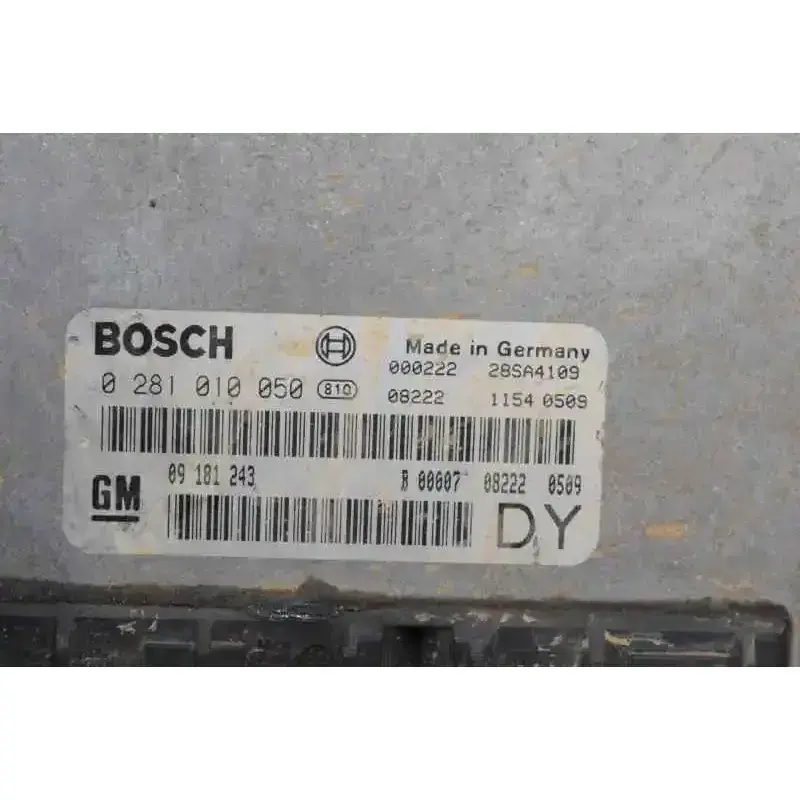 BOSCH Made in Germany
000222 28SA4109
0 281 010 050 810 08222 1154 0509
09 181 243 R 00607 08222 0509
GM DY